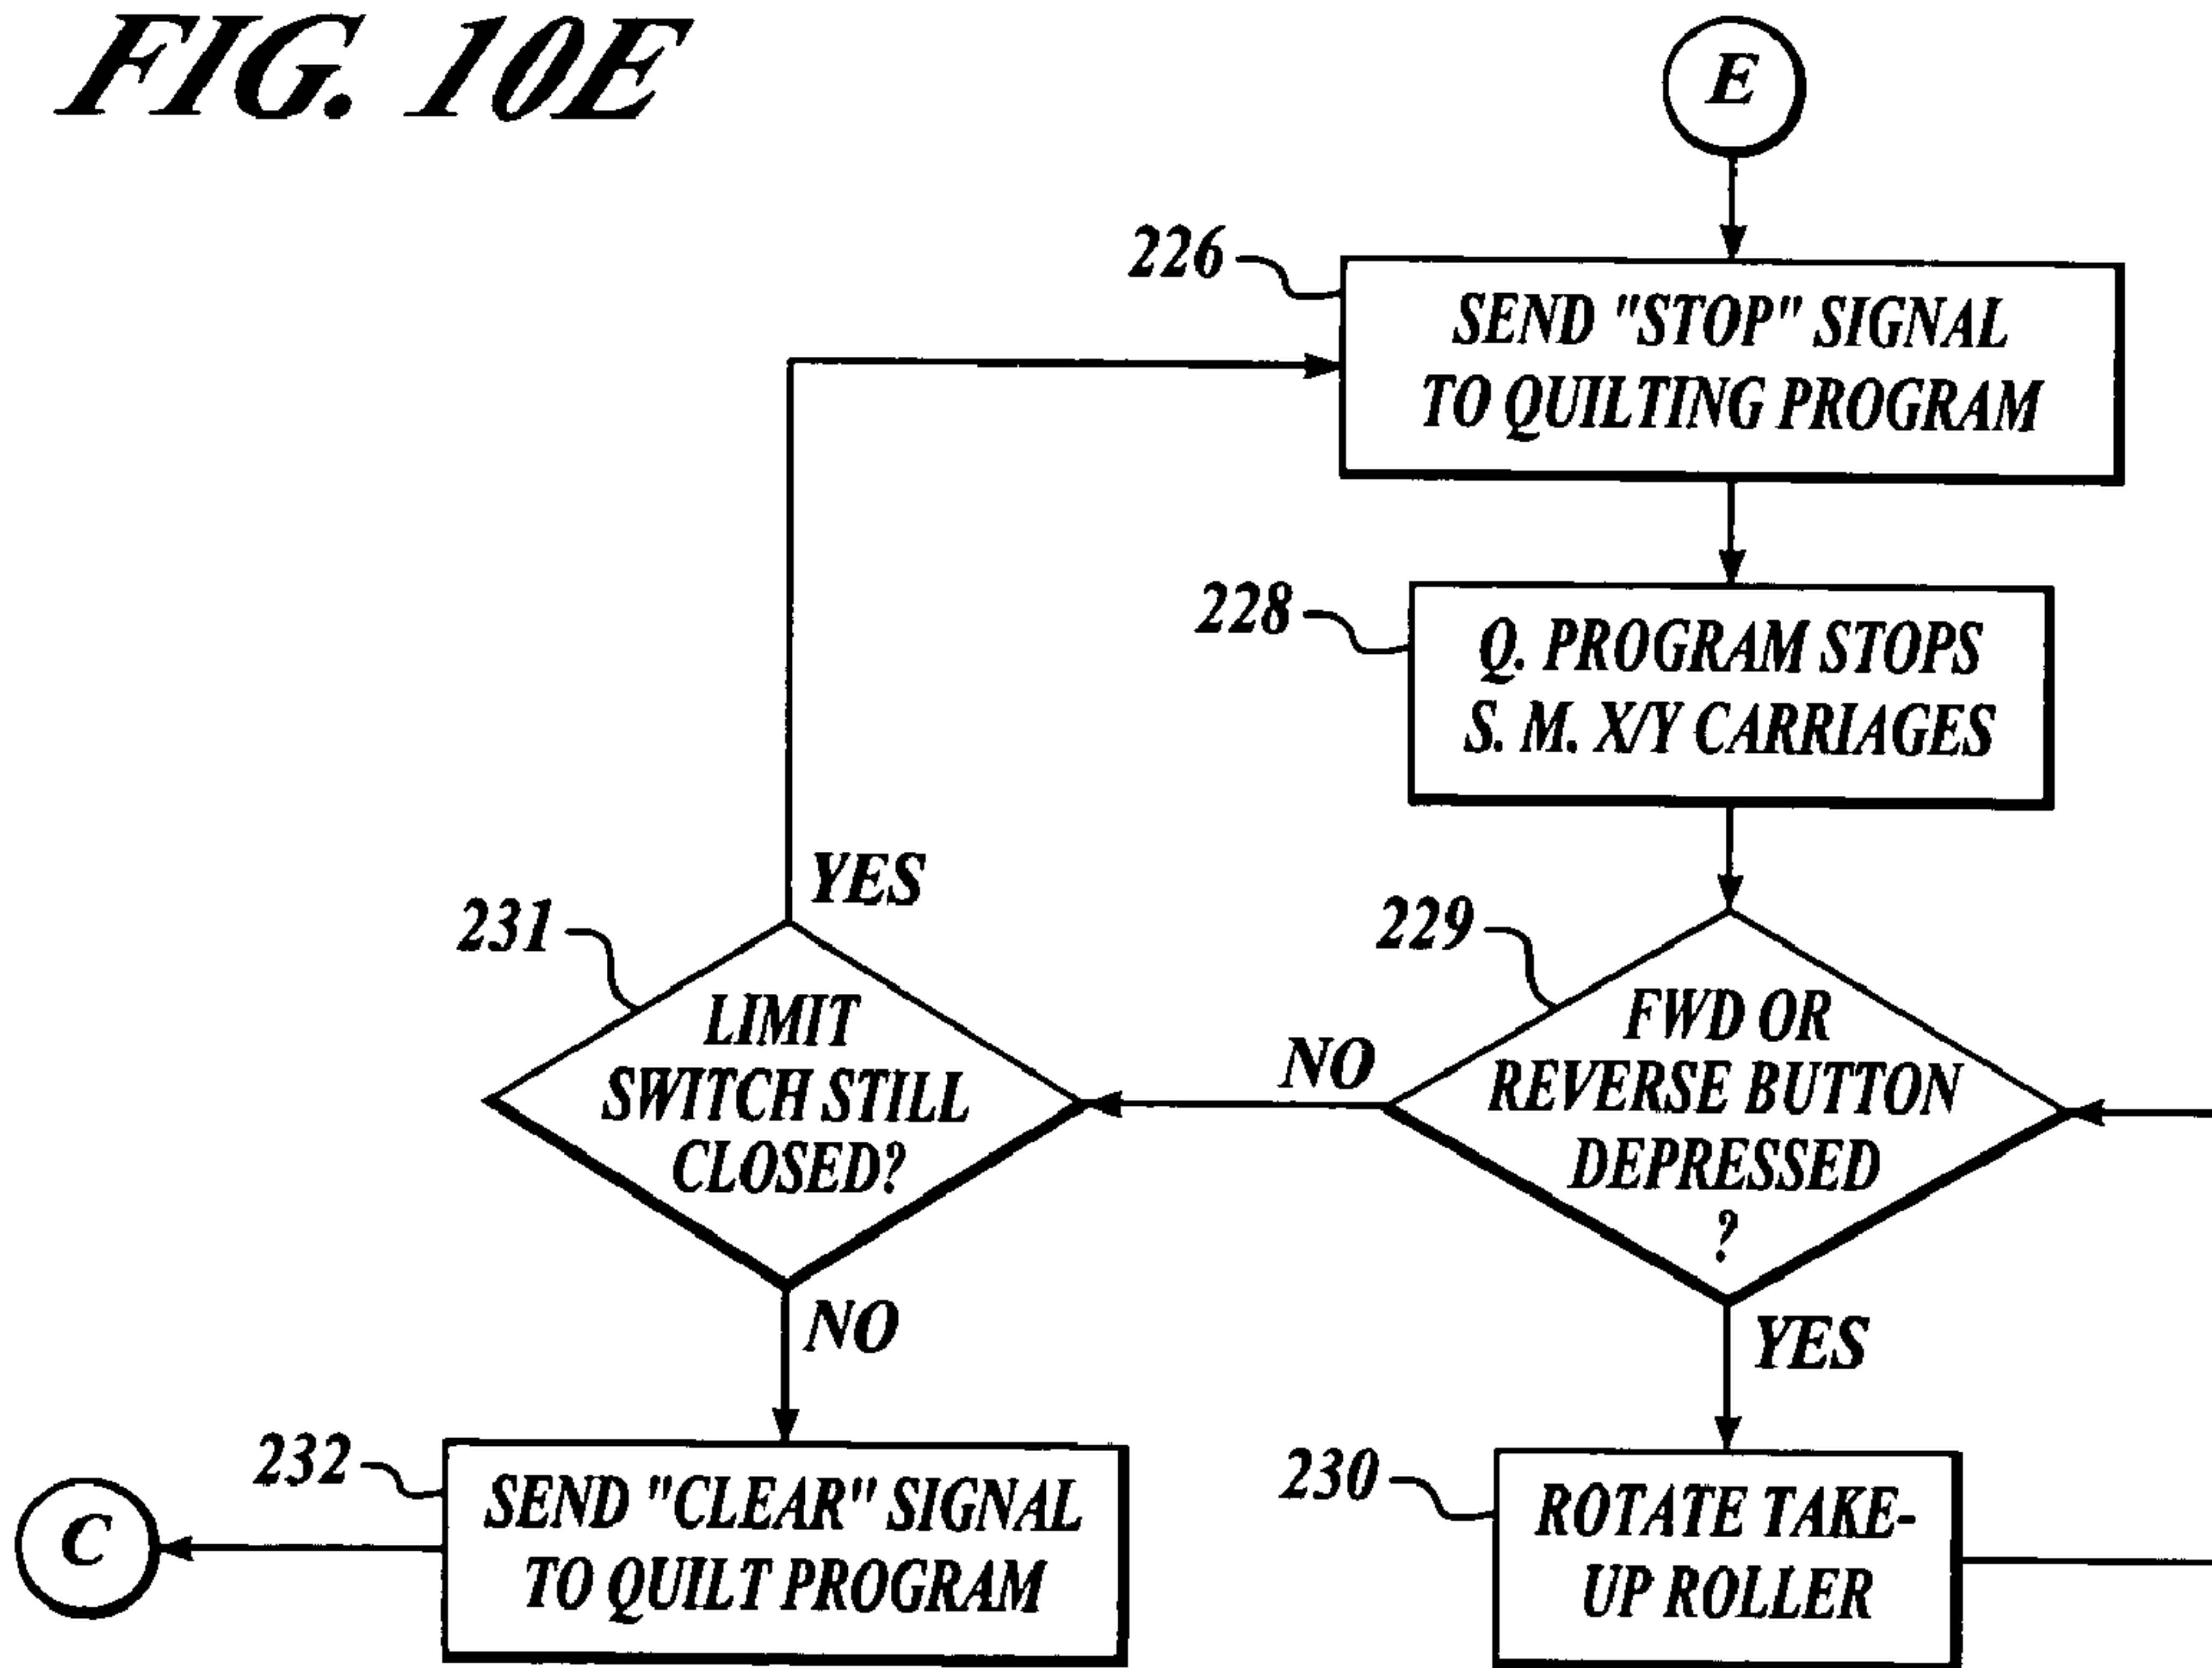 FIG. 10E
E
226
SEND "STOP" SIGNAL
TO QUILTING PROGRAM
228
Q. PROGRAM STOPS
S. M. X/Y CARRIAGES
YES
231
LIMIT
SWITCH STILL
CLOSED?
NO
229
FWD OR
REVERSE BUTTON
DEPRESSED
?
NO
YES
232
SEND "CLEAR" SIGNAL
TO QUILT PROGRAM
C
230
ROTATE TAKE-
UP ROLLER